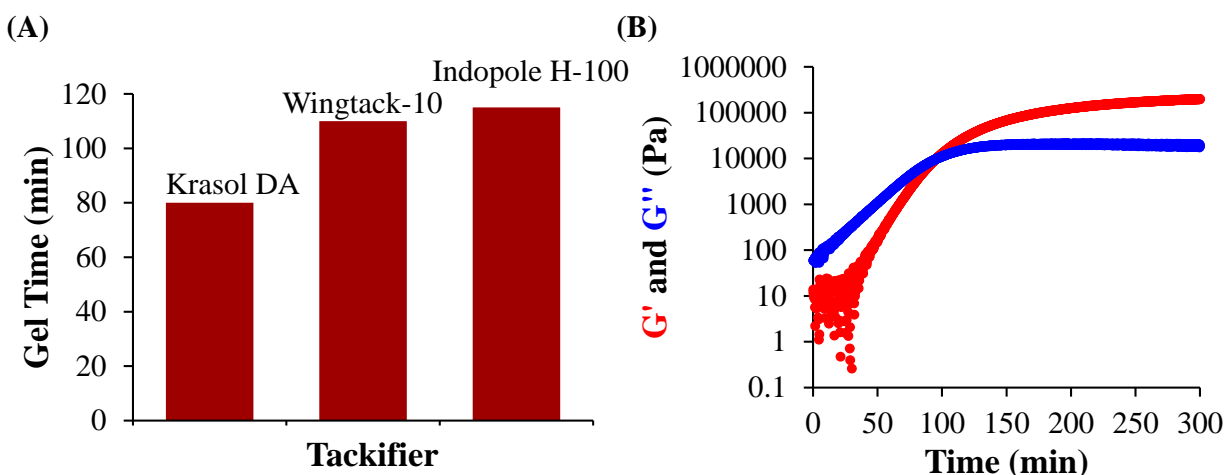 (A)
Gel Time (min)
120
100
80
60
40
20
0
Krasol DA
Wingtack-10
Indopole H-100
Tackifier
(B)
G' and G'' (Pa)
1000000
100000
10000
1000
100
10
1
0.1
0 50 100 150 200 250 300
Time (min)